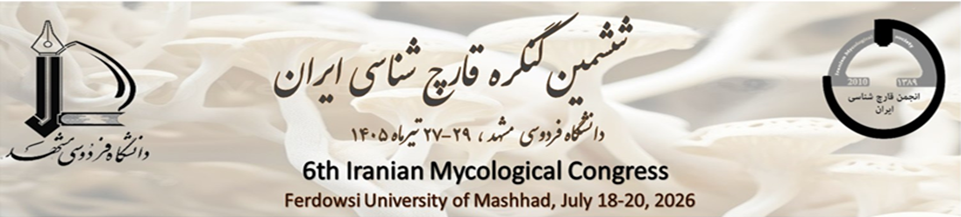 ششمین کنگره قارچ شناسی ایران
دانشگاه فردوسی مشهد، ۲۹-۲۷ تیرماه ۱۴۰۵
6th Iranian Mycological Congress
Ferdowsi University of Mashhad, July 18-20, 2026
دانشگاه فردوسی مشهد
2010 ۱۳۸۹
انجمن قارچ شناسی
ایران